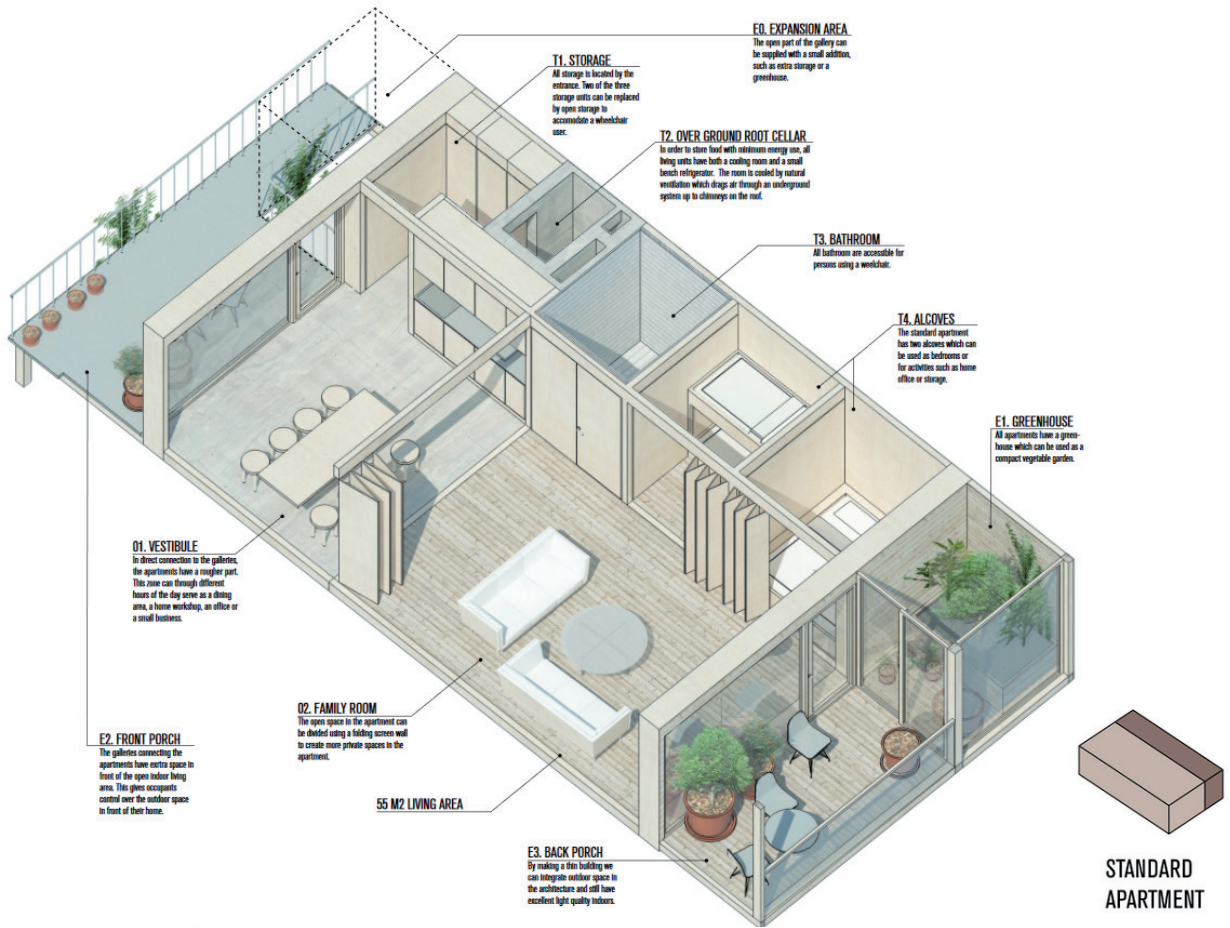 E0. EXPANSION AREA
The open part of the gallery can
be supplied with a small addition,
such as extra storage or a
greenhouse.
T1. STORAGE
All storage is located by the
entrance. Two of the three
storage units can be replaced
by open storage to
accomodate a wheelchair
user.
T2. OVER GROUND ROOT CELLAR
In order to store food with minimum energy use, all
living units have both a cooling room and a small
bench refrigerator. The room is cooled by natural
ventilation which drags air through an underground
system up to chimneys on the roof.
T3. BATHROOM
All bathroom are accessible for
persons using a weelchair.
T4. ALCOVES
The standard apartment
has two alcoves which can
be used as bedrooms or
for activities such as home
office or storage.
E1. GREENHOUSE
All apartments have a green-
house which can be used as a
compact vegetable garden.
01. VESTIBULE
In direct connection to the galleries,
the apartments have a rougher part.
This zone can through different
hours of the day serve as a dining
area, a home workshop, an office or
a small business.
02. FAMILY ROOM
The open space in the apartment can
be divided using a folding screen wall
to create more private spaces in the
apartment.
E2. FRONT PORCH
The galleries connecting the
apartments have extra space in
front of the open indoor living
area. This gives occupants
control over the outdoor space
in front of their home.
55 M2 LIVING AREA
E3. BACK PORCH
By making a thin building we
can integrate outdoor space in
the architecture and still have
excellent light quality indoors.
STANDARD
APARTMENT